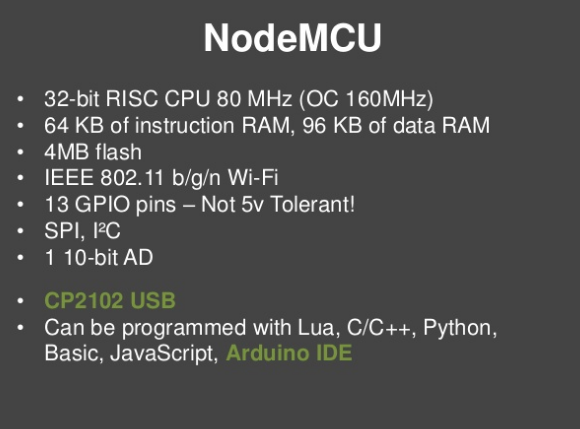 NodeMCU
• 32-bit RISC CPU 80 MHz (OC 160MHz)
• 64 KB of instruction RAM, 96 KB of data RAM
• 4MB flash
• IEEE 802.11 b/g/n Wi-Fi
• 13 GPIO pins – Not 5v Tolerant!
• SPI, I²C
• 1 10-bit AD
• CP2102 USB
• Can be programmed with Lua, C/C++, Python,
Basic, JavaScript, Arduino IDE